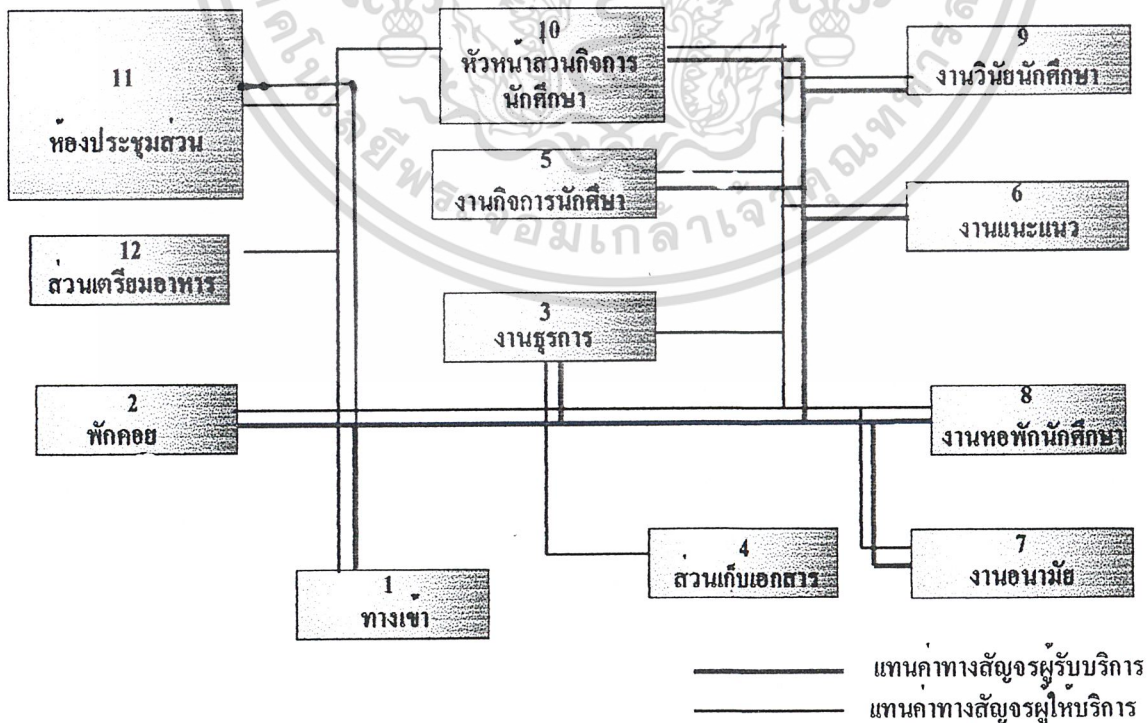 11
ห้องประชุมส่วน
10
หัวหน้าส่วนกิจการ
นักศึกษา
9
งานวินัยนักศึกษา
5
งานกิจการนักศึษา
6
งานแนะแนว
12
ส่วนเตรียมอาหาร
3
งานธุรการ
2
พักคอย
8
งานหอพักนักศึกษา
4
ส่วนเก็บเอกสาร
7
งานอนามัย
1
ทางเข้า
แทนค่าทางสัญจรผู้รับบริการ
แทนค่าทางสัญจรผู้ให้บริการ